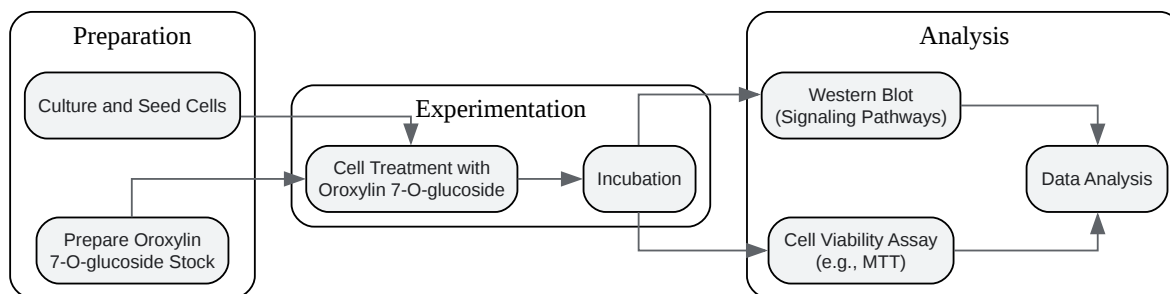 Preparation
Culture and Seed Cells
Prepare Oroxylin
7-O-glucoside Stock
Experimentation
Cell Treatment with
Oroxylin 7-O-glucoside
Incubation
Analysis
Western Blot
(Signaling Pathways)
Cell Viability Assay
(e.g., MTT)
Data Analysis